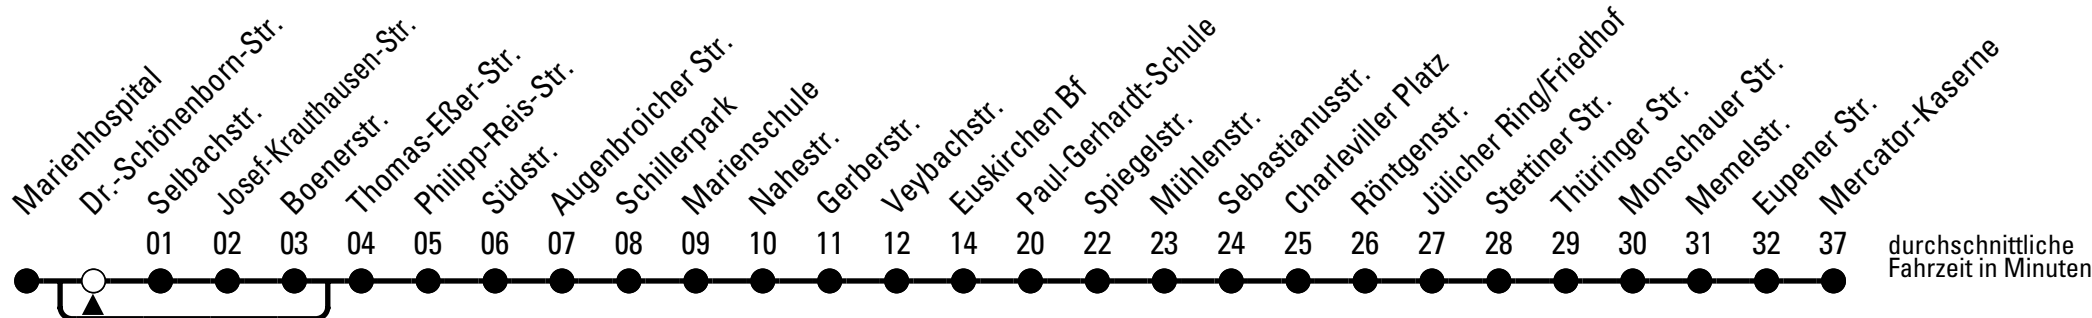 Marienhospital
Dr.-Schönenborn-Str.
Selbachstr.
Josef-Krauthausen-Str.
Boenerstr.
Thomas-Eßer-Str.
Philipp-Reis-Str.
Südstr.
Augenbroicher Str.
Schillerpark
Marienschule
Nahestr.
Gerberstr.
Veybachstr.
Euskirchen Bf
Paul-Gerhardt-Schule
Spiegelstr.
Mühlenstr.
Sebastianusstr.
Charleviller Platz
Röntgenstr.
Jülicher Ring/Friedhof
Stettiner Str.
Thüringer Str.
Monschauer Str.
Memelstr.
Eupener Str.
Mercator-Kaserne
01 02 03 04 05 06 07 08 09 10 11 12 14 20 22 23 24 25 26 27 28 29 30 31 32 37
durchschnittliche
Fahrzeit in Minuten